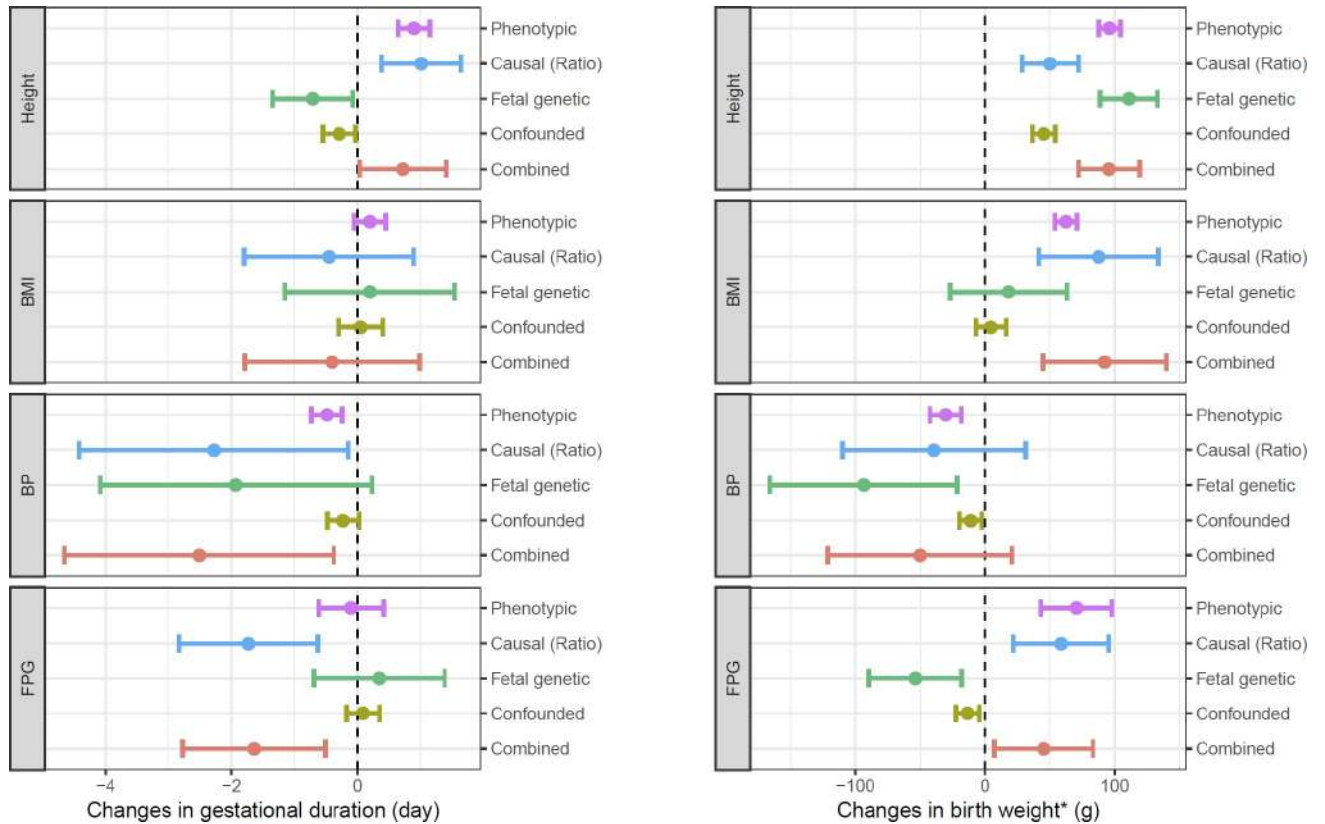 Height
Phenotypic
Causal (Ratio)
Fetal genetic
Confounded
Combined
BMI
Phenotypic
Causal (Ratio)
Fetal genetic
Confounded
Combined
BP
Phenotypic
Causal (Ratio)
Fetal genetic
Confounded
Combined
FPG
Phenotypic
Causal (Ratio)
Fetal genetic
Confounded
Combined
−4 −2 0
Changes in gestational duration (day)
Height
Phenotypic
Causal (Ratio)
Fetal genetic
Confounded
Combined
BMI
Phenotypic
Causal (Ratio)
Fetal genetic
Confounded
Combined
BP
Phenotypic
Causal (Ratio)
Fetal genetic
Confounded
Combined
FPG
Phenotypic
Causal (Ratio)
Fetal genetic
Confounded
Combined
−100 0 100
Changes in birth weight* (g)